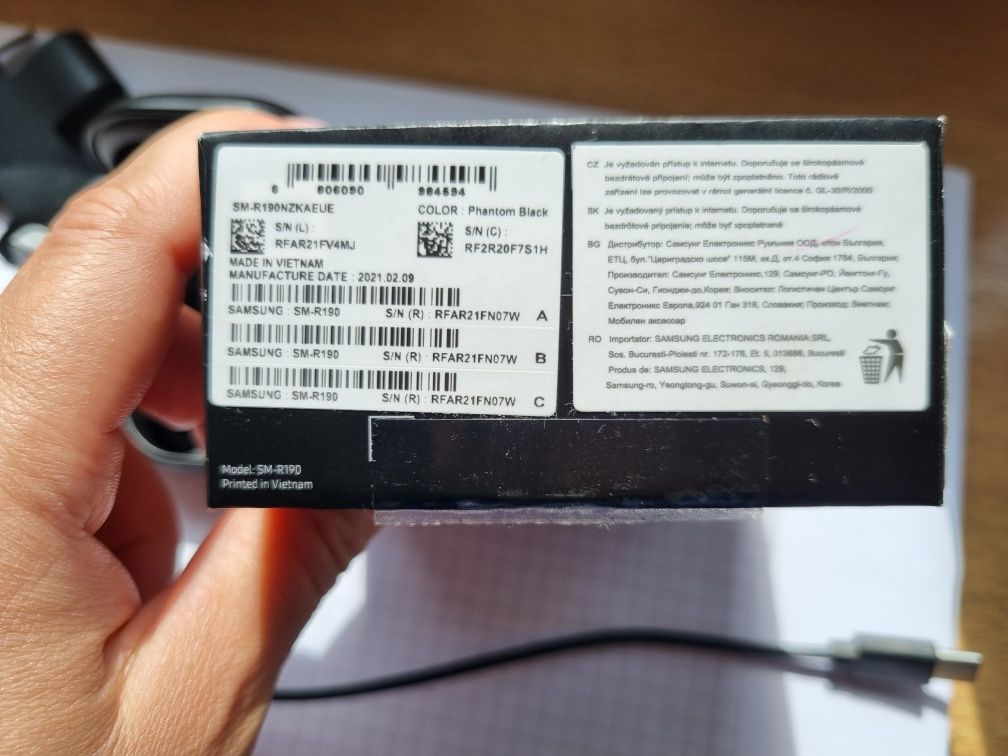 8 806090 984594
SM-R190NZKAEUE
COLOR : Phantom Black
S/N (L) :
RFAR21FV4MJ
S/N (C) :
RF2R20F7S1H
MADE IN VIETNAM
MANUFACTURE DATE : 2021.02.09
SAMSUNG : SM-R190 S/N (R) : RFAR21FN07W A
SAMSUNG : SM-R190 S/N (R) : RFAR21FN07W B
SAMSUNG : SM-R190 S/N (R) : RFAR21FN07W C
Model: SM-R190
Printed in Vietnam
CZ Je vyžadován přístup k internetu. Doporučuje se širokopásmové
bezdrátové připojení; může být zpoplatněno. Toto rádiové
zařízení lze provozovat v rámci generální licence č. GL-30/R/2000
SK Je vyžadovaný prístup k internetu. Doporučuje sa širokopásmové
bezdrôtové pripojenie; môžu byť spoplatnené
BG Дистрибутор: Самсунг Електроникс Румъния ООД, клон България,
ЕТЦ, бул."Цариградско шосе" 115М, ак.Д, ет.4 София 1784, България;
Производител: Самсунг Електроникс,129, Самсунг-РО, Йенгтонг-Гу,
Сувон-Си, Гионджи-до,Корея; Вносител: Логистичен Център Самсунг
Електроникс Европа,924 01 Ган 318, Словакия; Произход: Виетнам;
Мобилен аксесоар
RO Importator: SAMSUNG ELECTRONICS ROMANIA SRL,
Sos. Bucuresti-Ploiesti nr. 172-176, Et. 5, 013686, Bucuresti
Produs de: SAMSUNG ELECTRONICS, 129,
Samsung-ro, Yeongtong-gu, Suwon-si, Gyeonggi-do, Korea